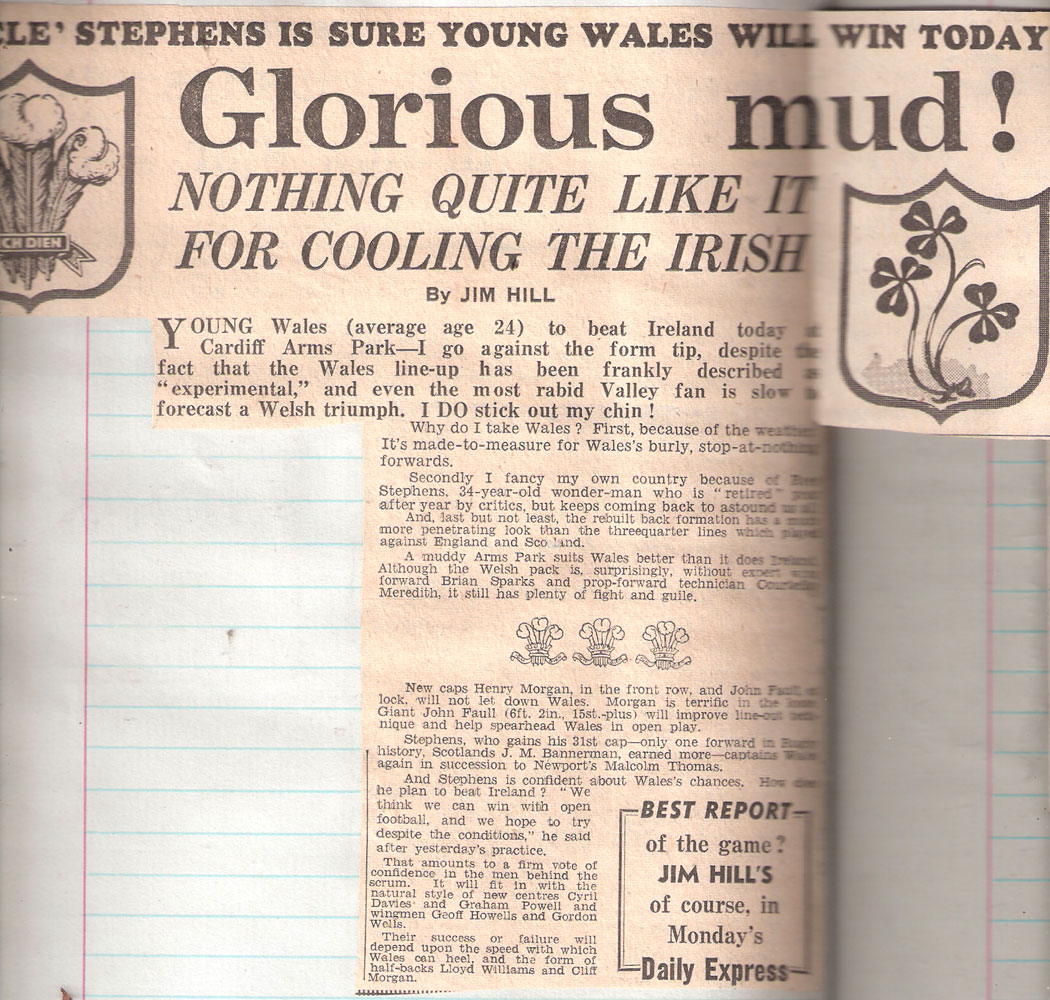 CLE' STEPHENS IS SURE YOUNG WALES WILL WIN TODAY
Glorious mud!
CH DIEN
NOTHING QUITE LIKE IT
FOR COOLING THE IRISH
By JIM HILL
YOUNG Wales (average age 24) to beat Ireland today at
Cardiff Arms Park—I go against the form tip, despite the
fact that the Wales line-up has been frankly described as
"experimental," and even the most rabid Valley fan is slow to
forecast a Welsh triumph. I DO stick out my chin!
Why do I take Wales? First, because of the weather.
It's made-to-measure for Wales's burly, stop-at-nothing
forwards.
Secondly I fancy my own country because of
Stephens, 34-year-old wonder-man who is "retired" year
after year by critics, but keeps coming back to astound us all.
And, last but not least, the rebuilt back formation has a much
more penetrating look than the threequarter lines which played
against England and Sco land.
A muddy Arms Park suits Wales better than it does Ireland.
Although the Welsh pack is, surprisingly, without expert
forward Brian Sparks and prop-forward technician Courtenay
Meredith, it still has plenty of fight and guile.
New caps Henry Morgan, in the front row, and John Faull at
lock, will not let down Wales. Morgan is terrific in the loose.
Giant John Faull (6ft. 2in., 15st.-plus) will improve line-out tech-
nique and help spearhead Wales in open play.
Stephens, who gains his 31st cap—only one forward in Rugby
history, Scotlands J. M. Bannerman, earned more—captains Wales
again in succession to Newport's Malcolm Thomas.
And Stephens is confident about Wales's chances. How does
he plan to beat Ireland? "We
think we can win with open
football, and we hope to try
despite the conditions," he said
after yesterday's practice.
That amounts to a firm vote of
confidence in the men behind the
scrum. It will fit in with the
natural style of new centres Cyril
Davies and Graham Powell and
wingmen Geoff Howells and Gordon
Wells.
Their success or failure will
depend upon the speed with which
Wales can heel, and the form of
half-backs Lloyd Williams and Cliff
Morgan.
BEST REPORT
of the game?
JIM HILL'S
of course, in
Monday's
Daily Express